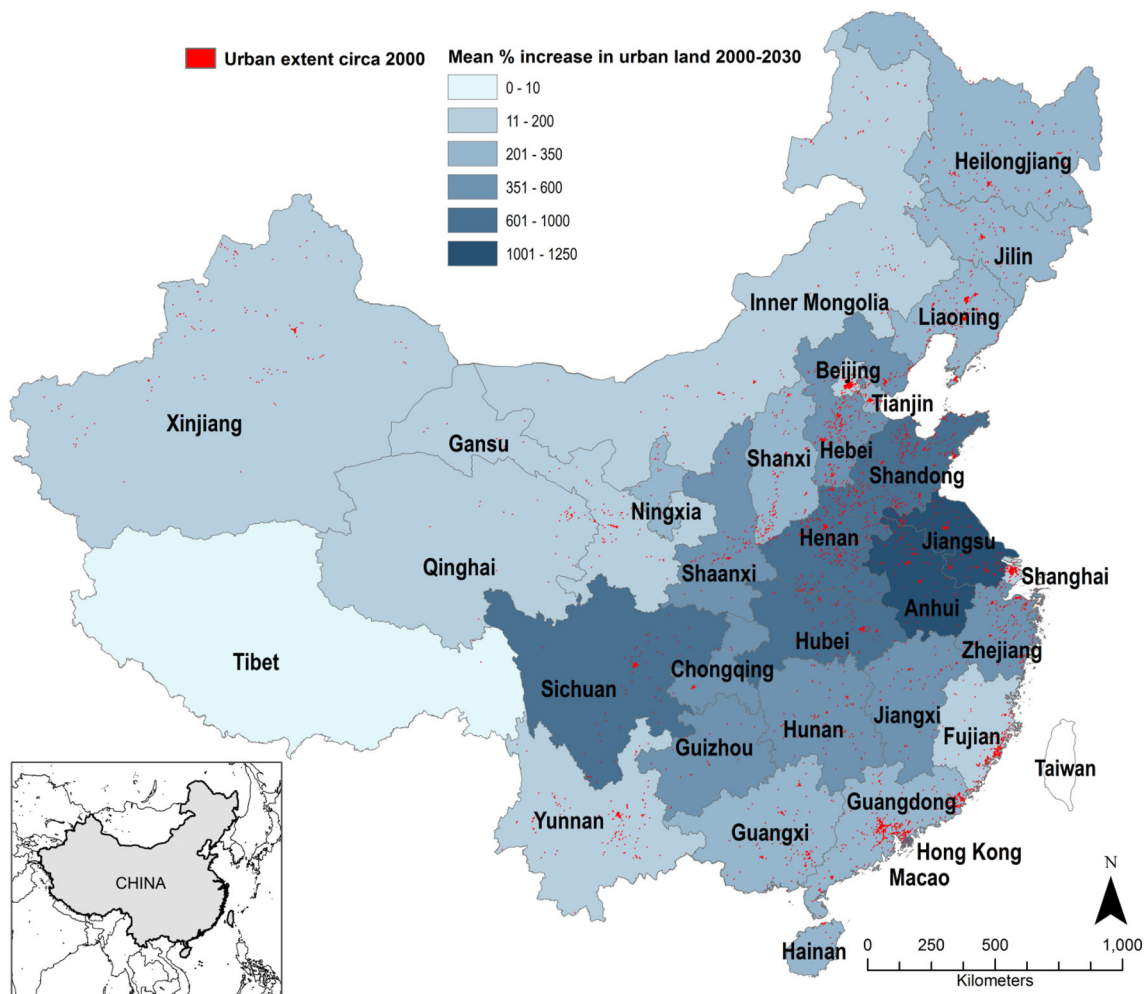 Urban extent circa 2000
Mean % increase in urban land 2000-2030
0 - 10
11 - 200
201 - 350
351 - 600
601 - 1000
1001 - 1250
Heilongjiang
Jilin
Inner Mongolia
Liaoning
Beijing
Tianjin
Xinjiang
Gansu
Shanxi
Hebei
Shandong
Ningxia
Henan
Jiangsu
Qinghai
Shaanxi
Shanghai
Anhui
Hubei
Zhejiang
Tibet
Sichuan
Chongqing
Jiangxi
Hunan
Fujian
Guizhou
Taiwan
Yunnan
Guangdong
Guangxi
Hong Kong
Macao
CHINA
N
Hainan
0 250 500 1,000
Kilometers